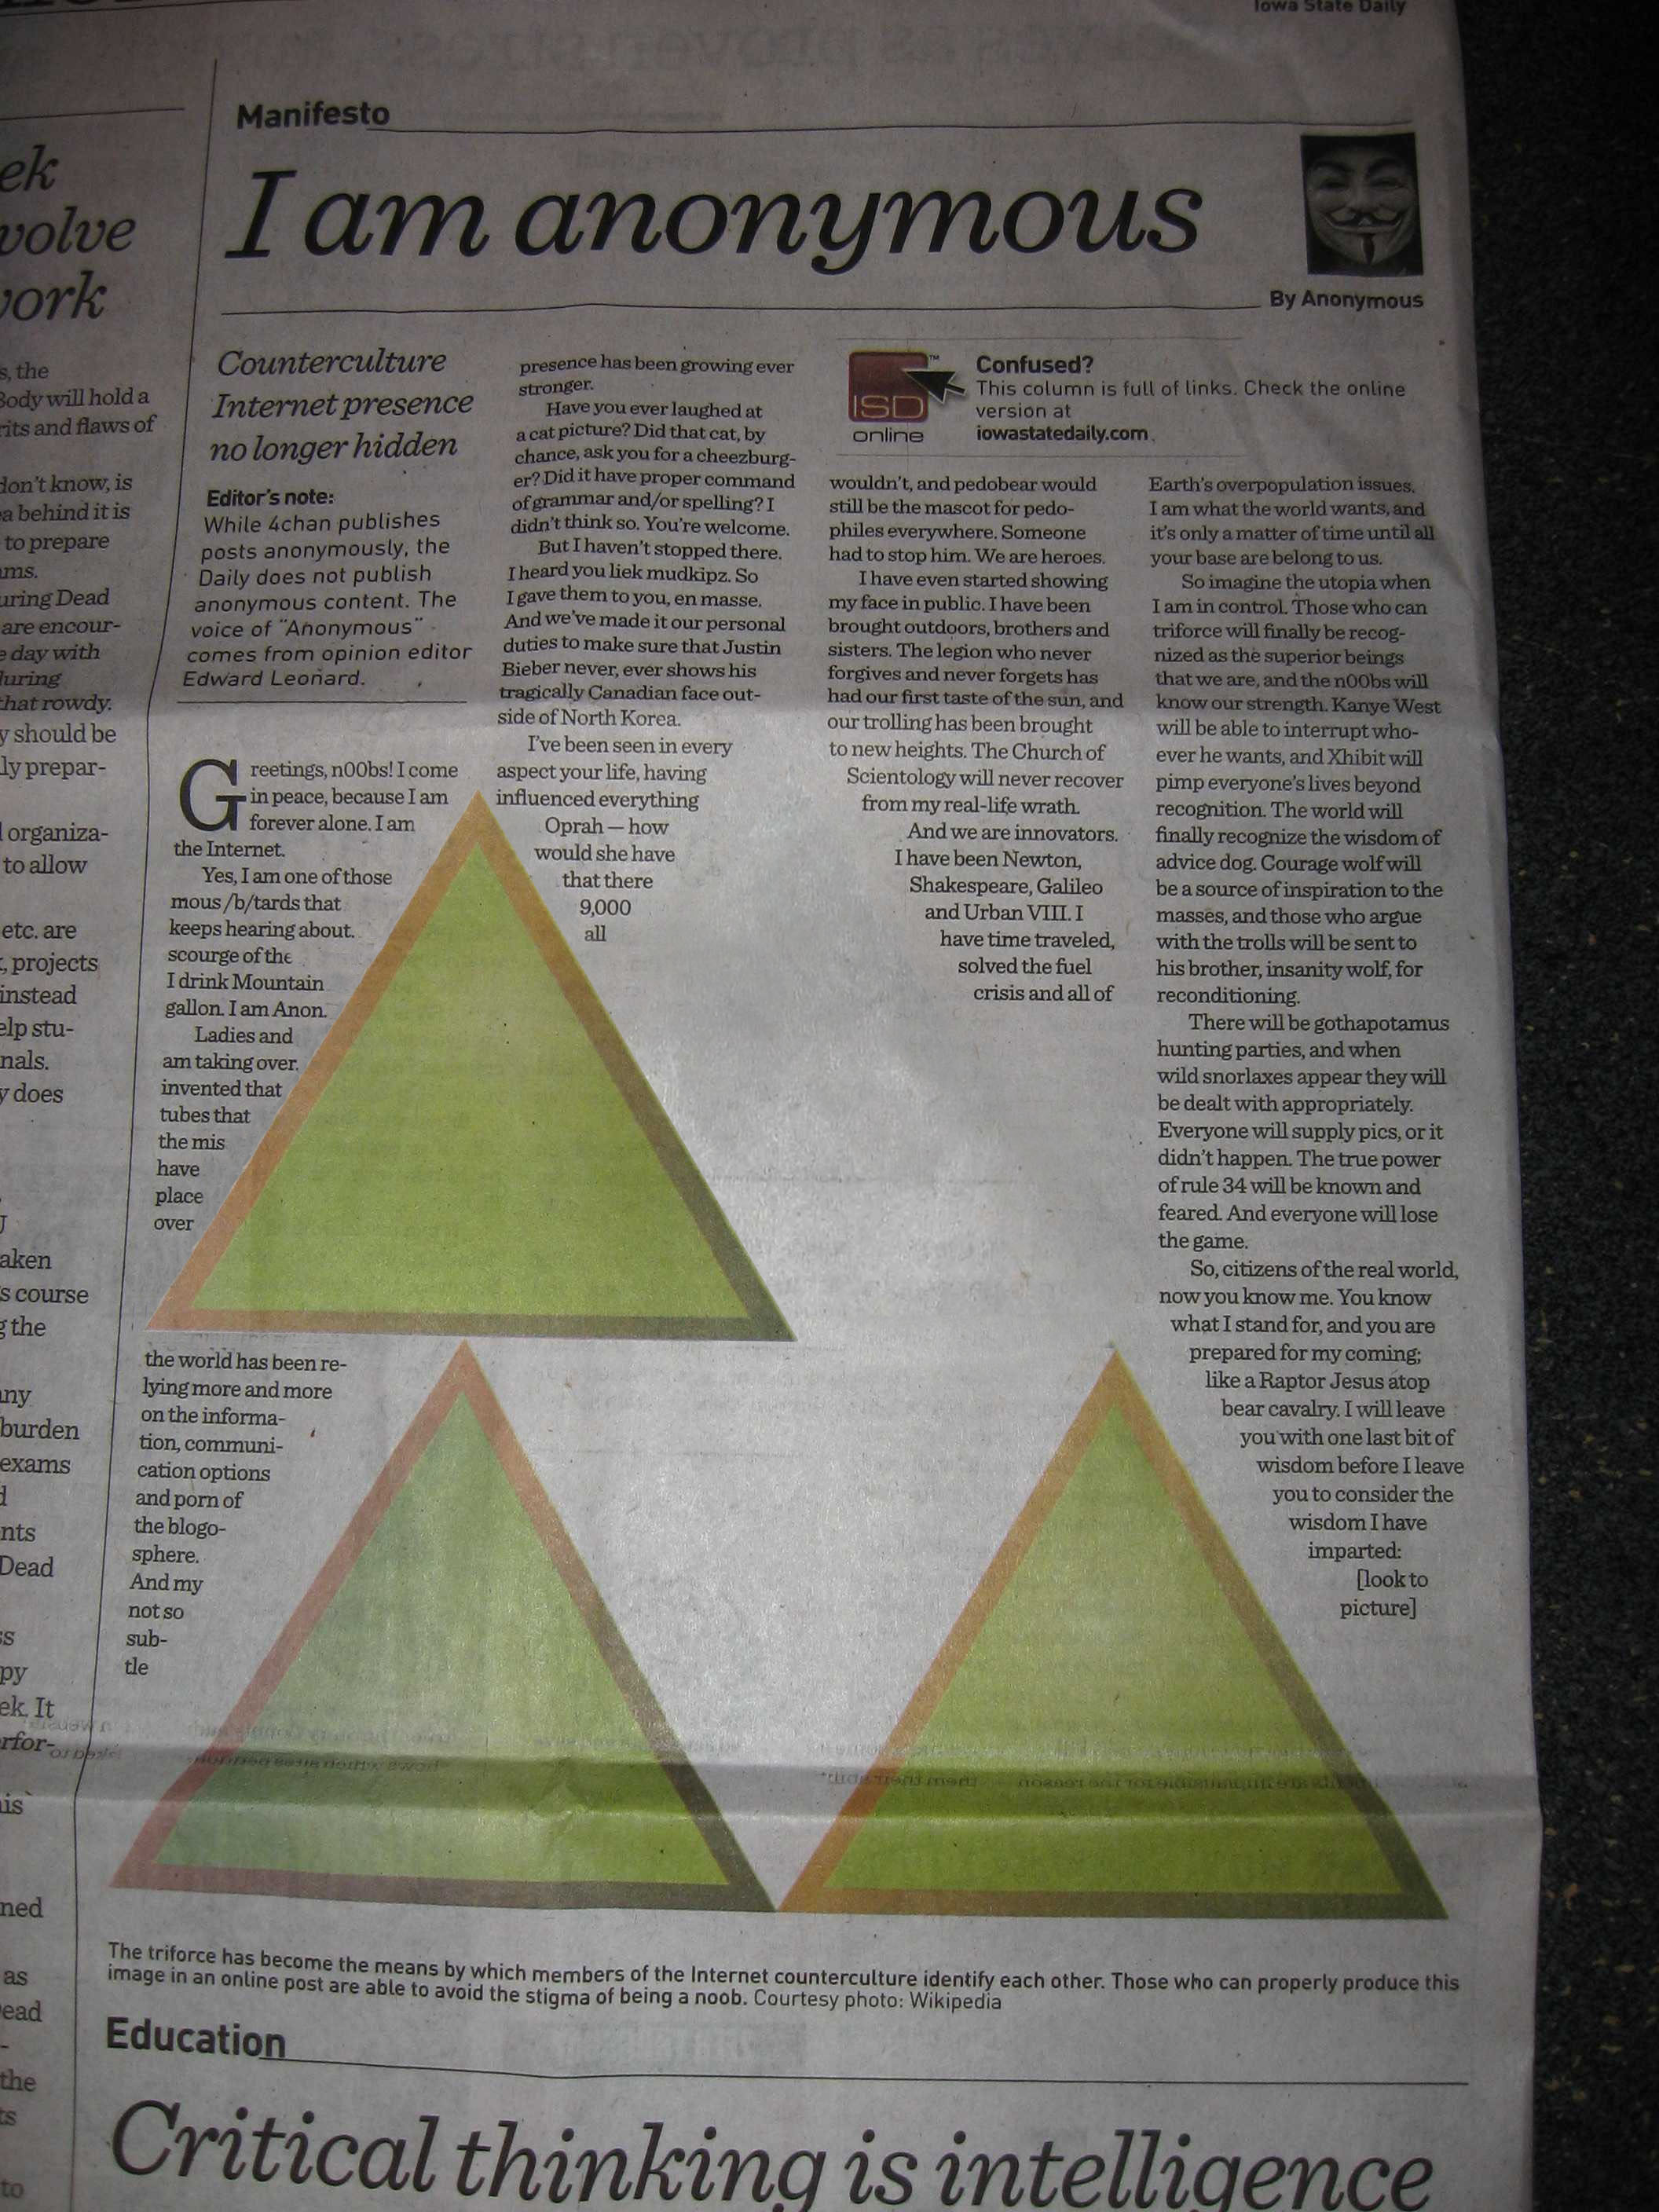 Iowa State Daily
ek
volve
work
s, the
Body will hold a
rits and flaws of
don't know, is
ea behind it is
to prepare
ms.
uring Dead
are encour-
e day with
during
that rowdy.
y should be
ly prepar-
l organiza-
to allow
etc. are
t, projects
instead
elp stu-
nals.
y does
J
aken
s course
g the
any
burden
exams
d
nts
Dead
ss
py
ek. It
erfor-
his
ned
as
ead
-
the
ts
to
Manifesto
I am anonymous
By Anonymous
Counterculture
Internet presence
no longer hidden
Editor's note:
While 4chan publishes
posts anonymously, the
Daily does not publish
anonymous content. The
voice of "Anonymous"
comes from opinion editor
Edward Leonard.
Greetings, n00bs! I come
in peace, because I am
forever alone. I am
the Internet.
Yes, I am one of those
mous /b/tards that
keeps hearing about.
scourge of the
I drink Mountain
gallon. I am Anon.
Ladies and
am taking over.
invented that
tubes that
the mis
have
place
over
the world has been re-
lying more and more
on the informa-
tion, communi-
cation options
and porn of
the blogo-
sphere.
And my
not so
sub-
tle
presence has been growing ever
stronger.
Have you ever laughed at
a cat picture? Did that cat, by
chance, ask you for a cheezburg-
er? Did it have proper command
of grammar and/or spelling? I
didn't think so. You're welcome.
But I haven't stopped there.
I heard you liek mudkipz. So
I gave them to you, en masse.
And we've made it our personal
duties to make sure that Justin
Bieber never, ever shows his
tragically Canadian face out-
side of North Korea.
I've been seen in every
aspect your life, having
influenced everything
Oprah — how
would she have
that there
9,000
all
ISD
™
online
Confused?
This column is full of links. Check the online
version at
iowastatedaily.com
wouldn't, and pedobear would
still be the mascot for pedo-
philes everywhere. Someone
had to stop him. We are heroes.
I have even started showing
my face in public. I have been
brought outdoors, brothers and
sisters. The legion who never
forgives and never forgets has
had our first taste of the sun, and
our trolling has been brought
to new heights. The Church of
Scientology will never recover
from my real-life wrath.
And we are innovators.
I have been Newton,
Shakespeare, Galileo
and Urban VIII. I
have time traveled,
solved the fuel
crisis and all of
Earth's overpopulation issues.
I am what the world wants, and
it's only a matter of time until all
your base are belong to us.
So imagine the utopia when
I am in control. Those who can
triforce will finally be recog-
nized as the superior beings
that we are, and the n00bs will
know our strength. Kanye West
will be able to interrupt who-
ever he wants, and Xhibit will
pimp everyone's lives beyond
recognition. The world will
finally recognize the wisdom of
advice dog. Courage wolf will
be a source of inspiration to the
masses, and those who argue
with the trolls will be sent to
his brother, insanity wolf, for
reconditioning.
There will be gothapotamus
hunting parties, and when
wild snorlaxes appear they will
be dealt with appropriately.
Everyone will supply pics, or it
didn't happen. The true power
of rule 34 will be known and
feared. And everyone will lose
the game.
So, citizens of the real world,
now you know me. You know
what I stand for, and you are
prepared for my coming;
like a Raptor Jesus atop
bear cavalry. I will leave
you with one last bit of
wisdom before I leave
you to consider the
wisdom I have
imparted:
[look to
picture]
The triforce has become the means by which members of the Internet counterculture identify each other. Those who can properly produce this
image in an online post are able to avoid the stigma of being a noob. Courtesy photo: Wikipedia
Education
Critical thinking is intelligence